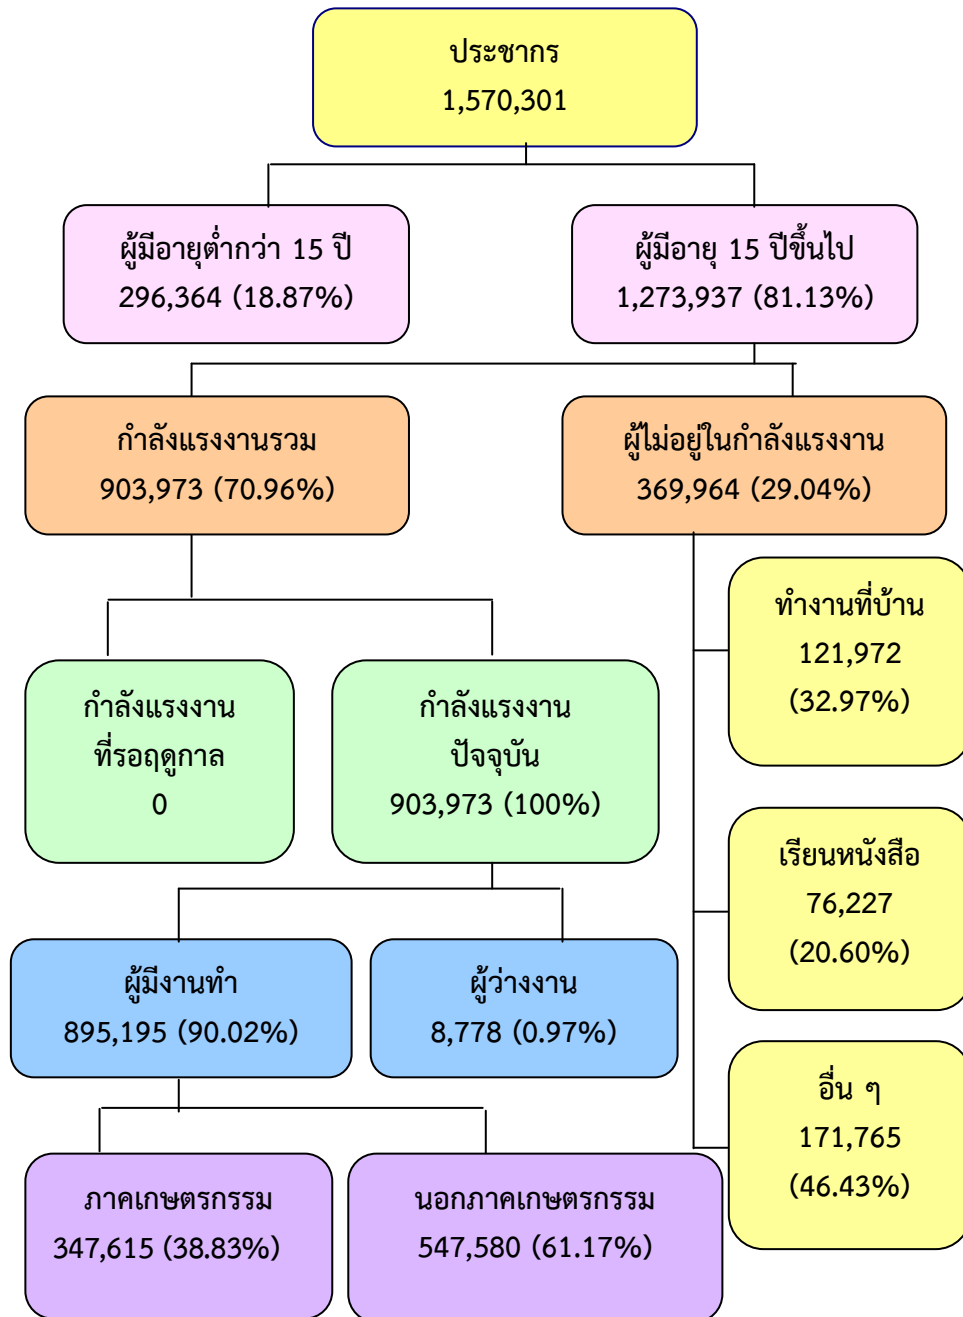 ประชากร
1,570,301
ผู้มีอายุต่ำกว่า 15 ปี
296,364 (18.87%)
ผู้มีอายุ 15 ปีขึ้นไป
1,273,937 (81.13%)
กำลังแรงงานรวม
903,973 (70.96%)
ผู้ไม่อยู่ในกำลังแรงงาน
369,964 (29.04%)
ทำงานที่บ้าน
121,972
(32.97%)
กำลังแรงงาน
ที่รอฤดูกาล
0
กำลังแรงงาน
ปัจจุบัน
903,973 (100%)
เรียนหนังสือ
76,227
(20.60%)
ผู้มีงานทำ
895,195 (90.02%)
ผู้ว่างงาน
8,778 (0.97%)
อื่น ๆ
171,765
(46.43%)
ภาคเกษตรกรรม
347,615 (38.83%)
นอกภาคเกษตรกรรม
547,580 (61.17%)